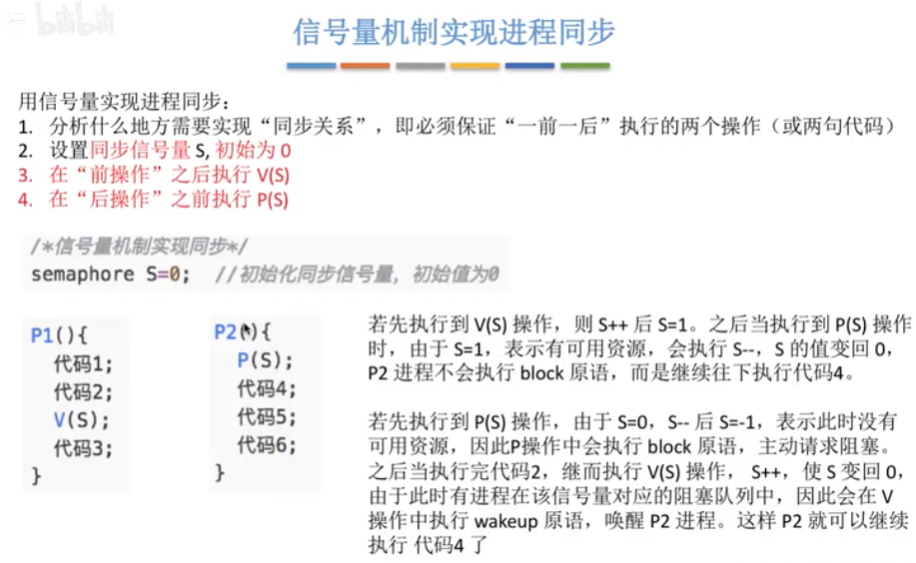 bilibili
信号量机制实现进程同步
用信号量实现进程同步：
1. 分析什么地方需要实现“同步关系”，即必须保证“一前一后”执行的两个操作（或两句代码）
2. 设置同步信号量 S, 初始为 0
3. 在“前操作”之后执行 V(S)
4. 在“后操作”之前执行 P(S)
/*信号量机制实现同步*/
semaphore S=0; //初始化同步信号量，初始值为0
P1(){
代码1;
代码2;
V(S);
代码3;
}
P2(){
P(S);
代码4;
代码5;
代码6;
}
若先执行到 V(S) 操作，则 S++ 后 S=1。之后当执行到 P(S) 操作
时，由于 S=1，表示有可用资源，会执行 S--，S 的值变回 0，
P2 进程不会执行 block 原语，而是继续往下执行代码4。
若先执行到 P(S) 操作，由于 S=0，S-- 后 S=-1，表示此时没有
可用资源，因此P操作中会执行 block 原语，主动请求阻塞。
之后当执行完代码2，继而执行 V(S) 操作， S++，使 S 变回 0，
由于此时有进程在该信号量对应的阻塞队列中，因此会在 V
操作中执行 wakeup 原语，唤醒 P2 进程。这样 P2 就可以继续
执行 代码4 了